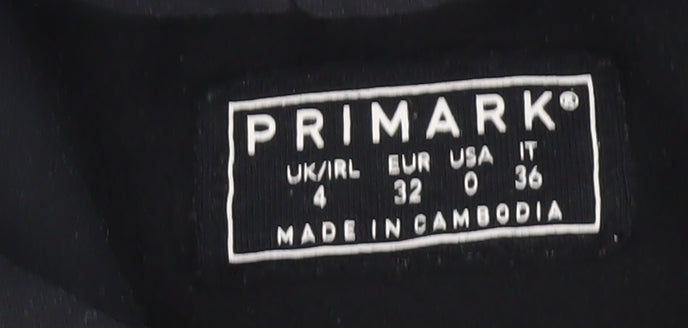 PRIMARK®
UK/IRL EUR USA IT
4 32 0 36
MADE IN CAMBODIA